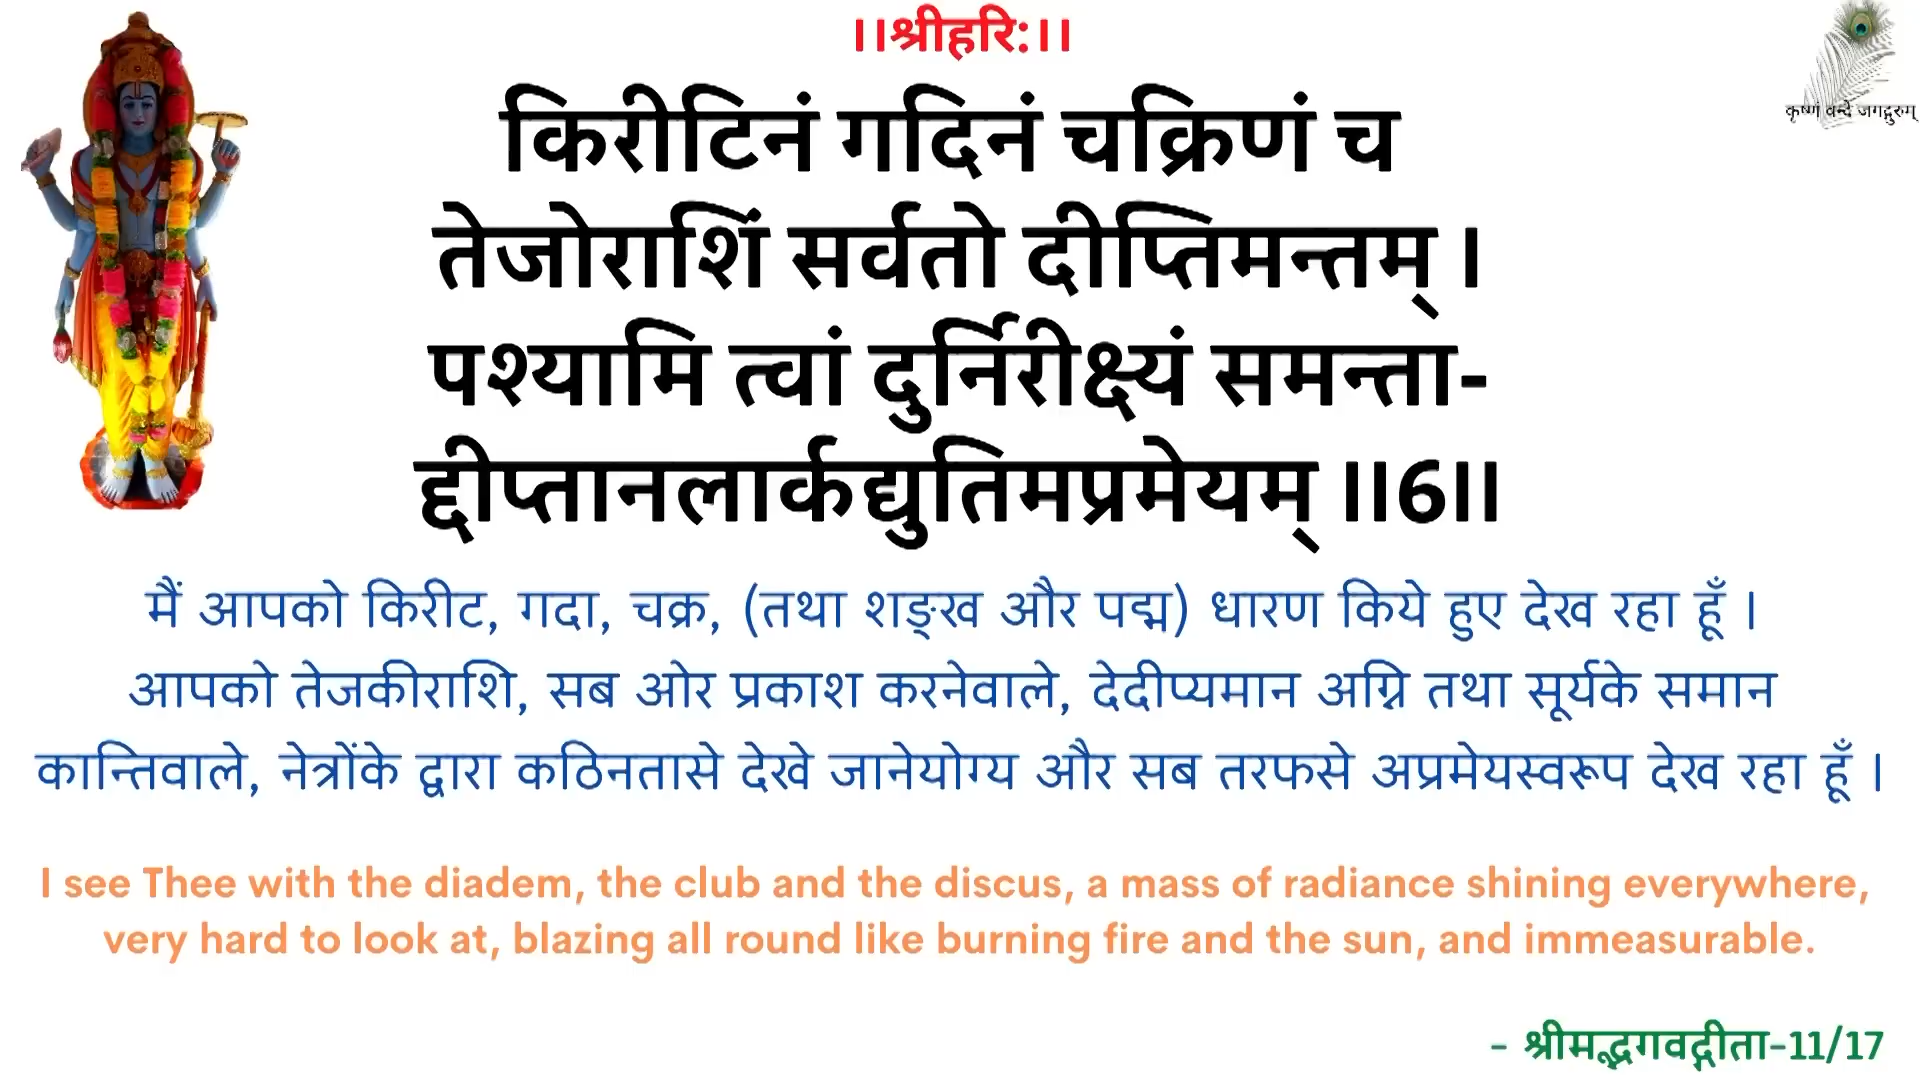 ।।श्रीहरि:।।
कृष्णं वन्दे जगद्गुरुम्
किरीटिनं गदिनं चक्रिणं च
तेजोराशिं सर्वतो दीप्तिमन्तम् ।
पश्यामि त्वां दुर्निरीक्ष्यं समन्ता-
द्दीप्तानलार्कद्युतिमप्रमेयम् ।।6।।
मैं आपको किरीट, गदा, चक्र, (तथा शङ्ख और पद्म) धारण किये हुए देख रहा हूँ ।
आपको तेजकीराशि, सब ओर प्रकाश करनेवाले, देदीप्यमान अग्नि तथा सूर्यके समान
कान्तिवाले, नेत्रोंके द्वारा कठिनतासे देखे जानेयोग्य और सब तरफसे अप्रमेयस्वरूप देख रहा हूँ ।
I see Thee with the diadem, the club and the discus, a mass of radiance shining everywhere,
very hard to look at, blazing all round like burning fire and the sun, and immeasurable.
- श्रीमद्भगवद्गीता-11/17